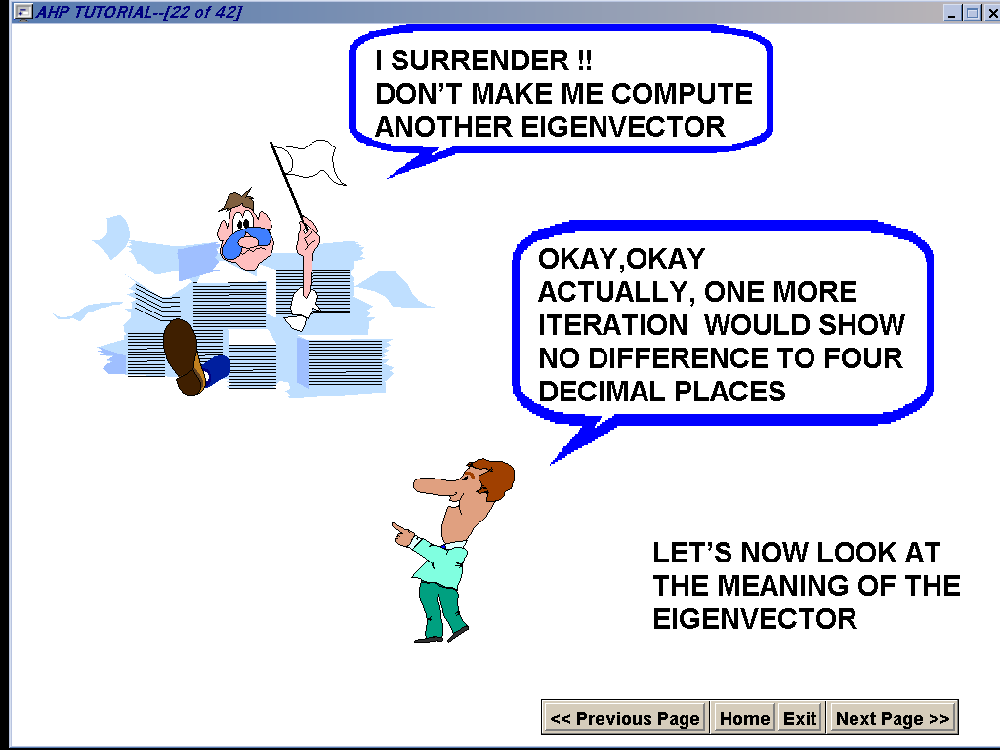 AHP TUTORIAL--[22 of 42]
I SURRENDER !!
DON'T MAKE ME COMPUTE
ANOTHER EIGENVECTOR
OKAY,OKAY
ACTUALLY, ONE MORE
ITERATION  WOULD SHOW
NO DIFFERENCE TO FOUR
DECIMAL PLACES
LET'S NOW LOOK AT
THE MEANING OF THE
EIGENVECTOR
<< Previous Page Home Exit Next Page >>